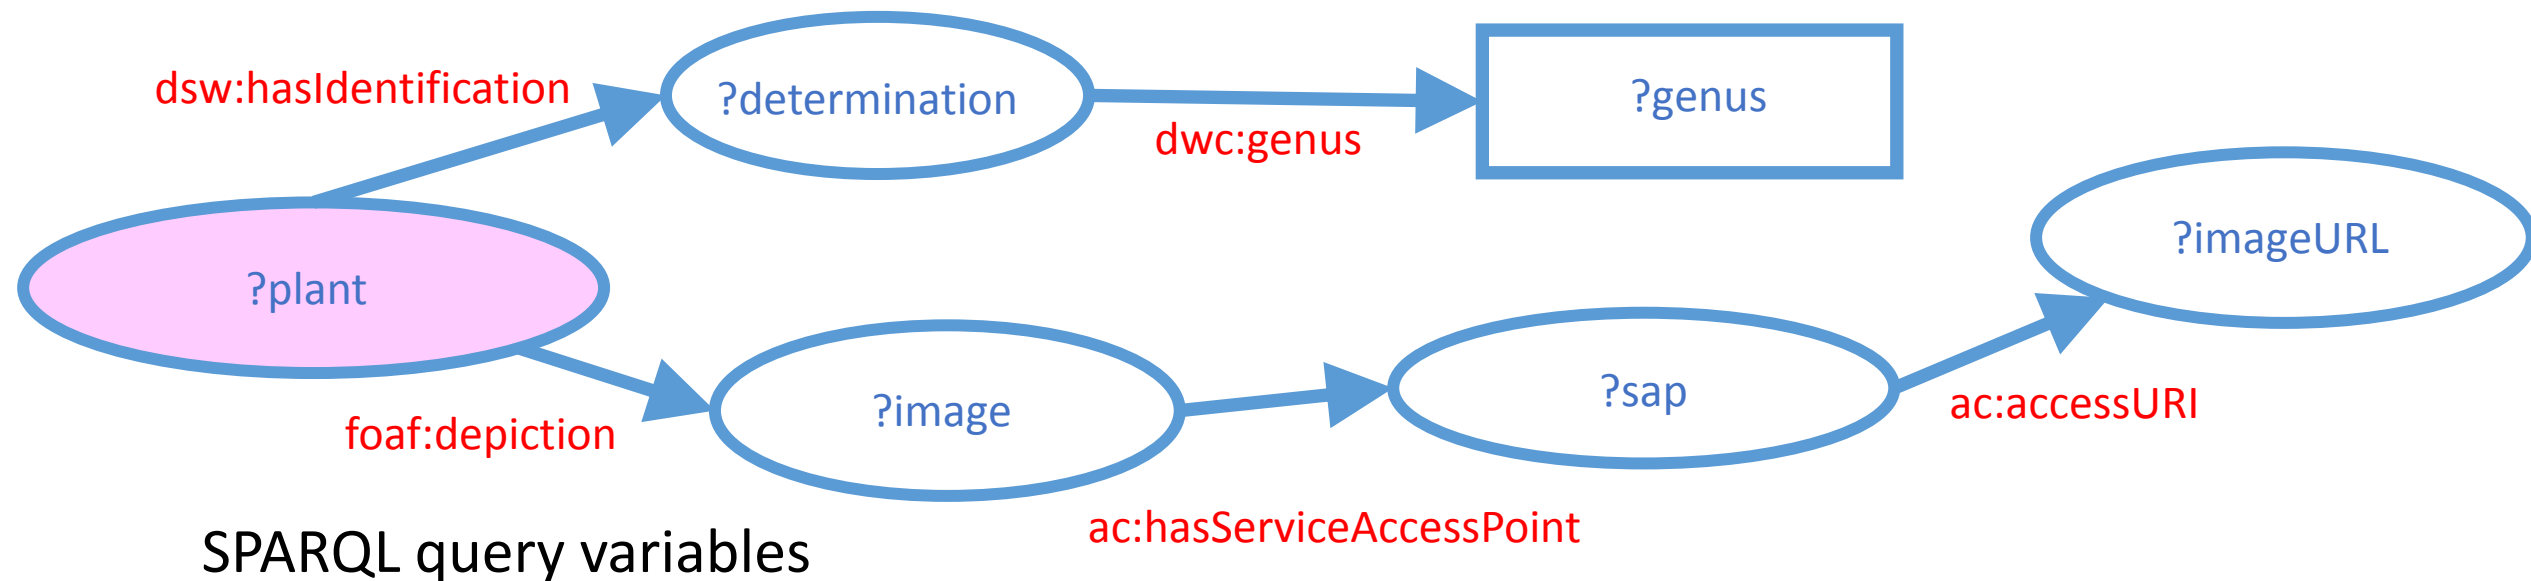 dsw:hasIdentification
?determination
dwc:genus
?genus
?plant
?imageURL
foaf:depiction
?image
ac:hasServiceAccessPoint
?sap
ac:accessURI
SPARQL query variables